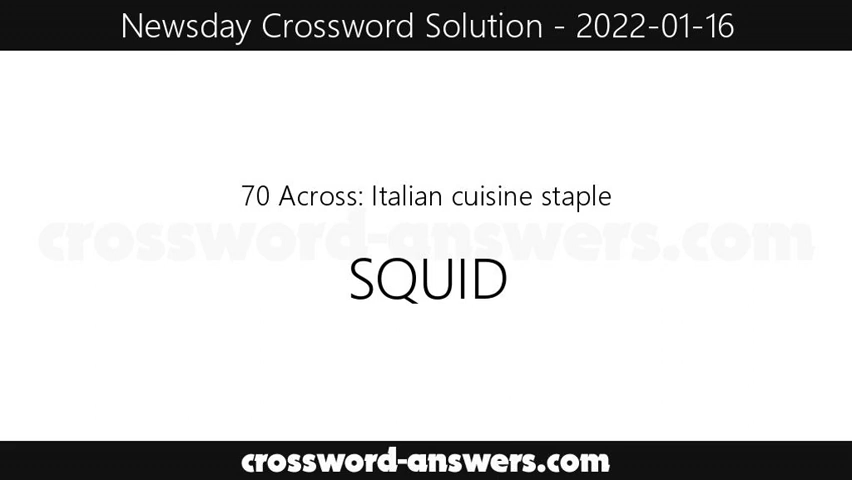 Newsday Crossword Solution - 2022-01-16
70 Across: Italian cuisine staple
crossword-answers.com
SQUID
crossword-answers.com